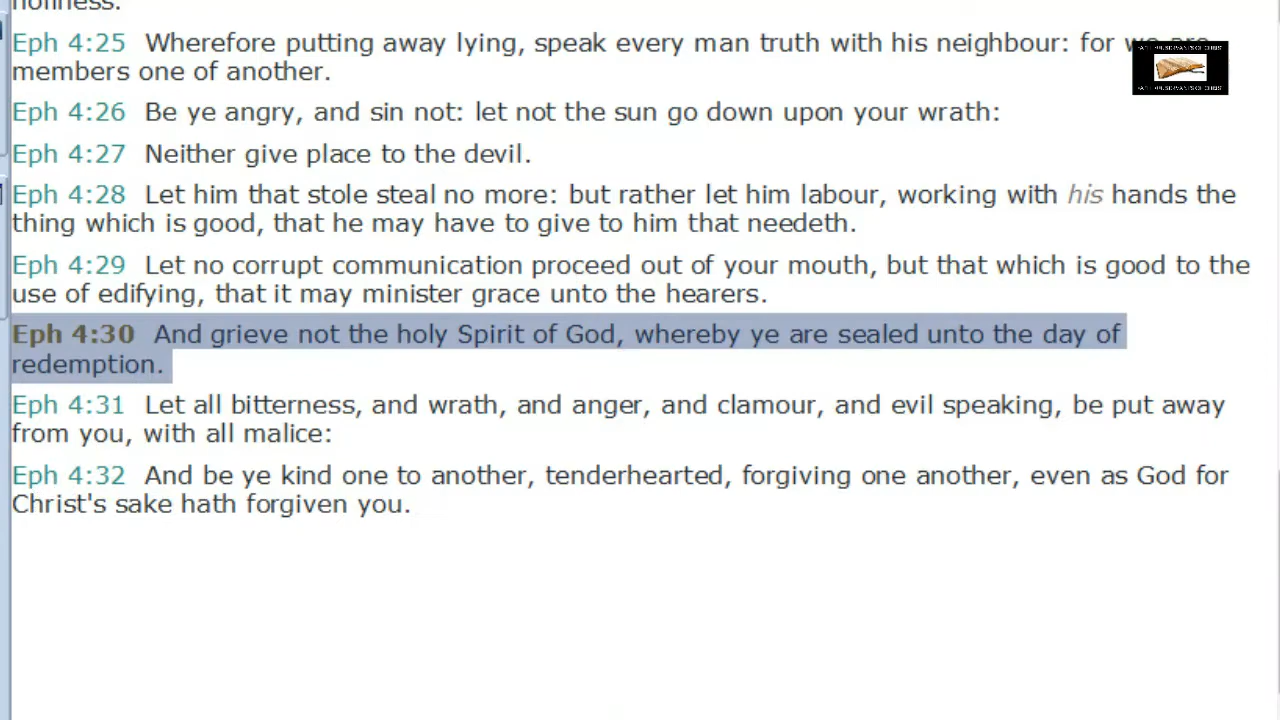 holiness.
Eph 4:25 Wherefore putting away lying, speak every man truth with his neighbour: for we are
members one of another.
Eph 4:26 Be ye angry, and sin not: let not the sun go down upon your wrath:
Eph 4:27 Neither give place to the devil.
Eph 4:28 Let him that stole steal no more: but rather let him labour, working with his hands the
thing which is good, that he may have to give to him that needeth.
Eph 4:29 Let no corrupt communication proceed out of your mouth, but that which is good to the
use of edifying, that it may minister grace unto the hearers.
Eph 4:30 And grieve not the holy Spirit of God, whereby ye are sealed unto the day of
redemption.
Eph 4:31 Let all bitterness, and wrath, and anger, and clamour, and evil speaking, be put away
from you, with all malice:
Eph 4:32 And be ye kind one to another, tenderhearted, forgiving one another, even as God for
Christ's sake hath forgiven you.